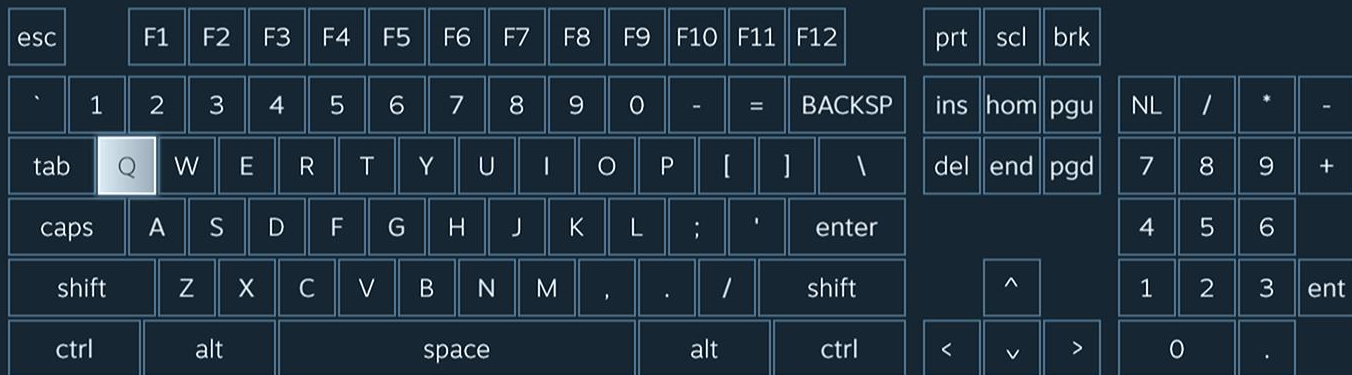 esc F1 F2 F3 F4 F5 F6 F7 F8 F9 F10 F11 F12 prt scl brk
` 1 2 3 4 5 6 7 8 9 0 - = BACKSP ins hom pgu NL / * -
tab Q W E R T Y U I O P [ ] \ del end pgd 7 8 9 +
caps A S D F G H J K L ; ' enter 4 5 6
shift Z X C V B N M , . / shift ^ 1 2 3 ent
ctrl alt space alt ctrl < v > 0 .